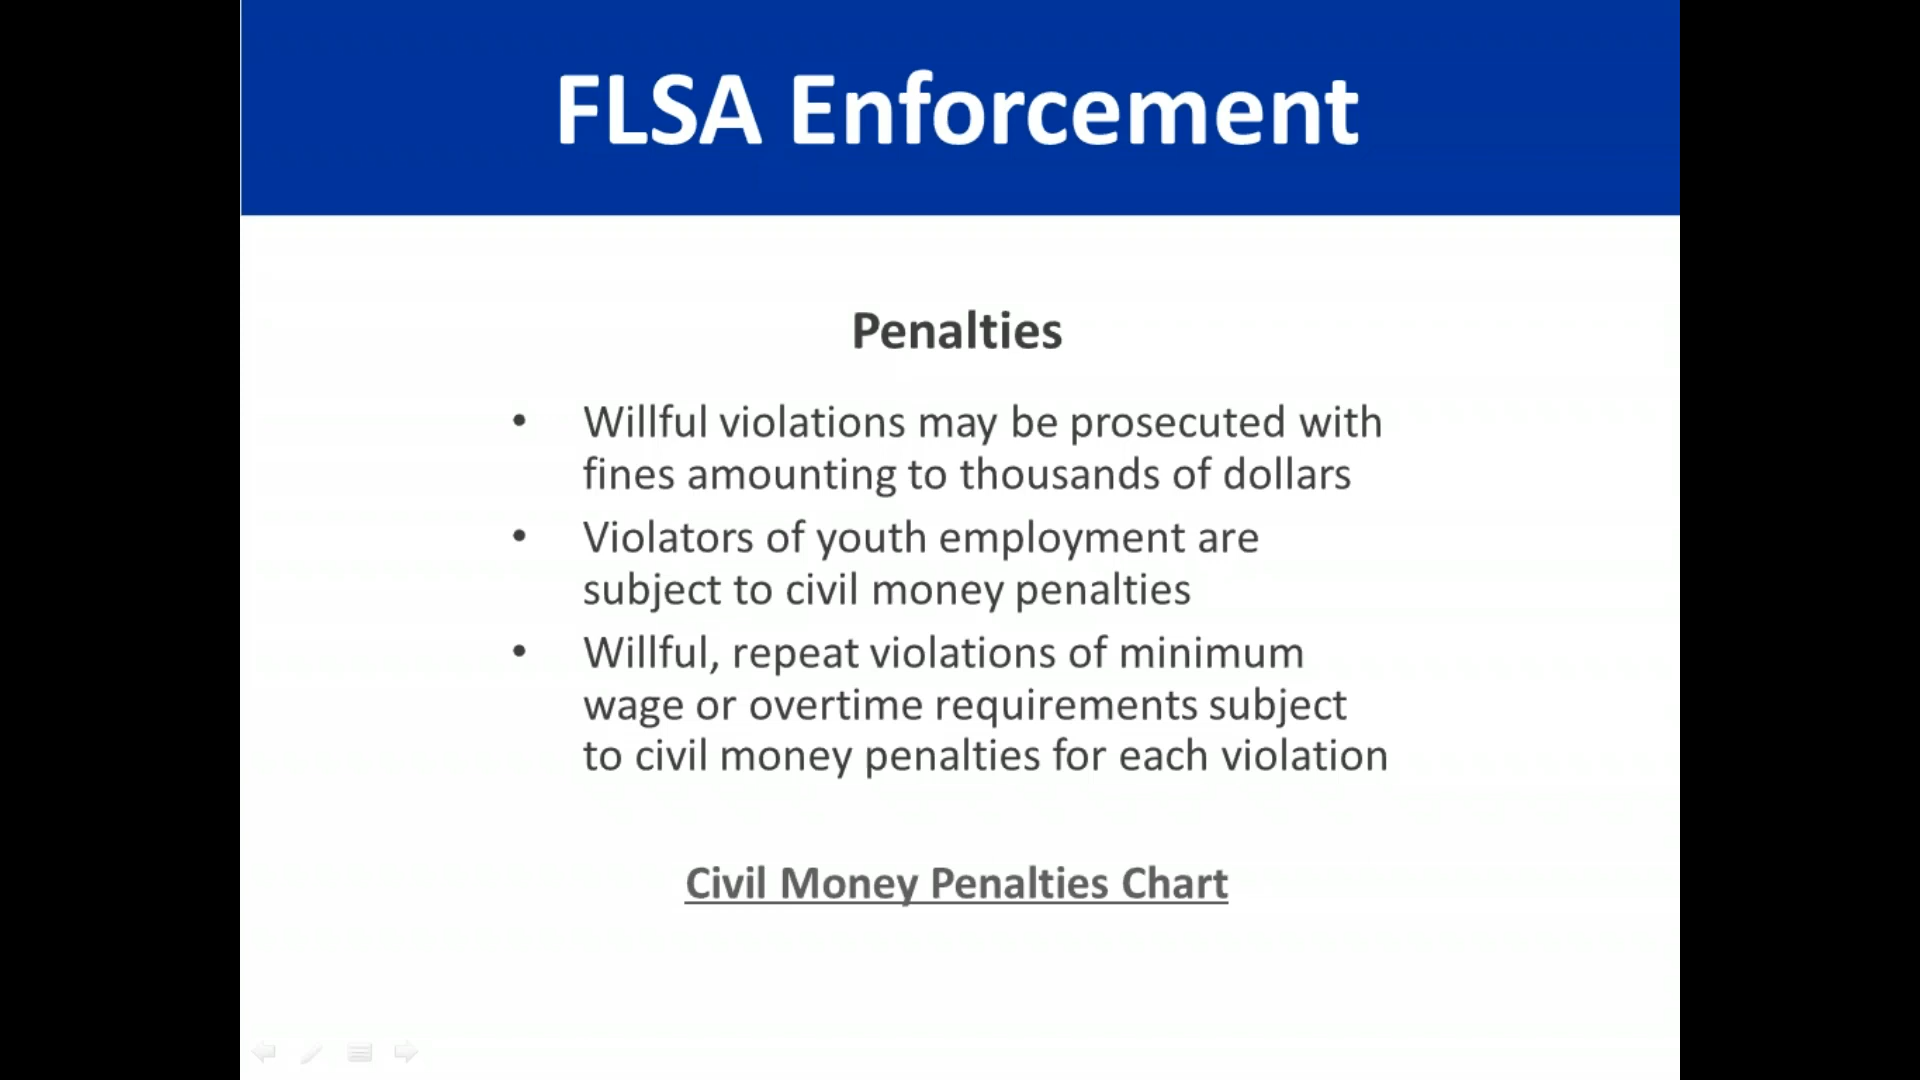 FLSA Enforcement
Penalties
• Willful violations may be prosecuted with
fines amounting to thousands of dollars
• Violators of youth employment are
subject to civil money penalties
• Willful, repeat violations of minimum
wage or overtime requirements subject
to civil money penalties for each violation
Civil Money Penalties Chart